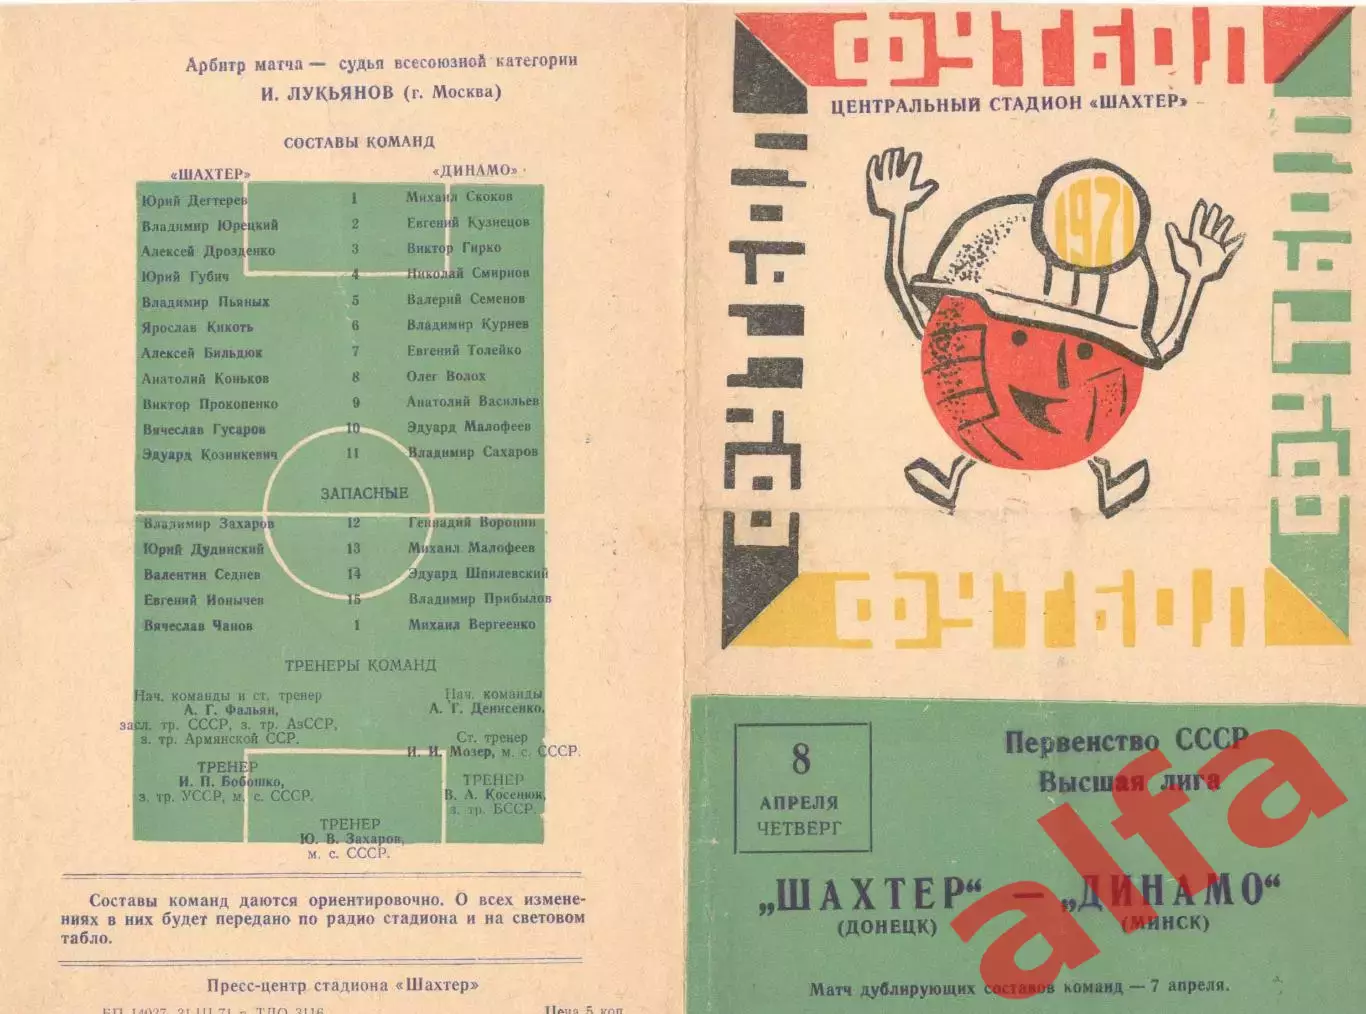 Арбитр матча — судья всесоюзной категории
И. ЛУКЬЯНОВ (г. Москва)
СОСТАВЫ КОМАНД
«ШАХТЕР» «ДИНАМО»
Юрий Дегтерев 1 Михаил Скоков
Владимир Юрецкий 2 Евгений Кузнецов
Алексей Дрозденко 3 Виктор Гирко
Юрий Губич 4 Николай Смирнов
Владимир Пьяных 5 Валерий Семенов
Ярослав Кикоть 6 Владимир Курнев
Алексей Бильдюк 7 Евгений Толейко
Анатолий Коньков 8 Олег Волох
Виктор Прокопенко 9 Анатолий Васильев
Вячеслав Гусаров 10 Эдуард Малофеев
Эдуард Козинкевич 11 Владимир Сахаров
ЗАПАСНЫЕ
Владимир Захаров 12 Геннадий Воронин
Юрий Дудинский 13 Михаил Малофеев
Валентин Седнев 14 Эдуард Шпилевский
Евгений Ионычев 15 Владимир Прибылов
Вячеслав Чанов 1 Михаил Вергеенко
ТРЕНЕРЫ КОМАНД
Нач. команды и ст. тренер
А. Г. Фальян,
засл. тр. СССР, з. тр. АзССР,
з. тр. Армянской ССР.
ТРЕНЕР
И. П. Бобошко,
з. тр. УССР, м. с. СССР.
ТРЕНЕР
Ю. В. Захаров,
м. с. СССР.
Нач. команды
А. Г. Денисенко.
Ст. тренер
И. И. Мозер, м. с. СССР.
ТРЕНЕР
В. А. Косенюк,
з. тр. БССР.
Составы команд даются ориентировочно. О всех измене-
ниях в них будет передано по радио стадиона и на световом
табло.
Пресс-центр стадиона «Шахтер»
БП 14027. 31-III-71 г. ТЛО 3116 Цена 5 коп.
ФУТБОЛ
ЦЕНТРАЛЬНЫЙ СТАДИОН «ШАХТЕР»
ФУТБОЛ
ФУТБОЛ
1971
ФУТБОЛ
8
АПРЕЛЯ
ЧЕТВЕРГ
Первенство СССР
Высшая лига
„ШАХТЕР“ — „ДИНАМО“
(ДОНЕЦК) (МИНСК)
Матч дублирующих составов команд — 7 апреля.
alfa